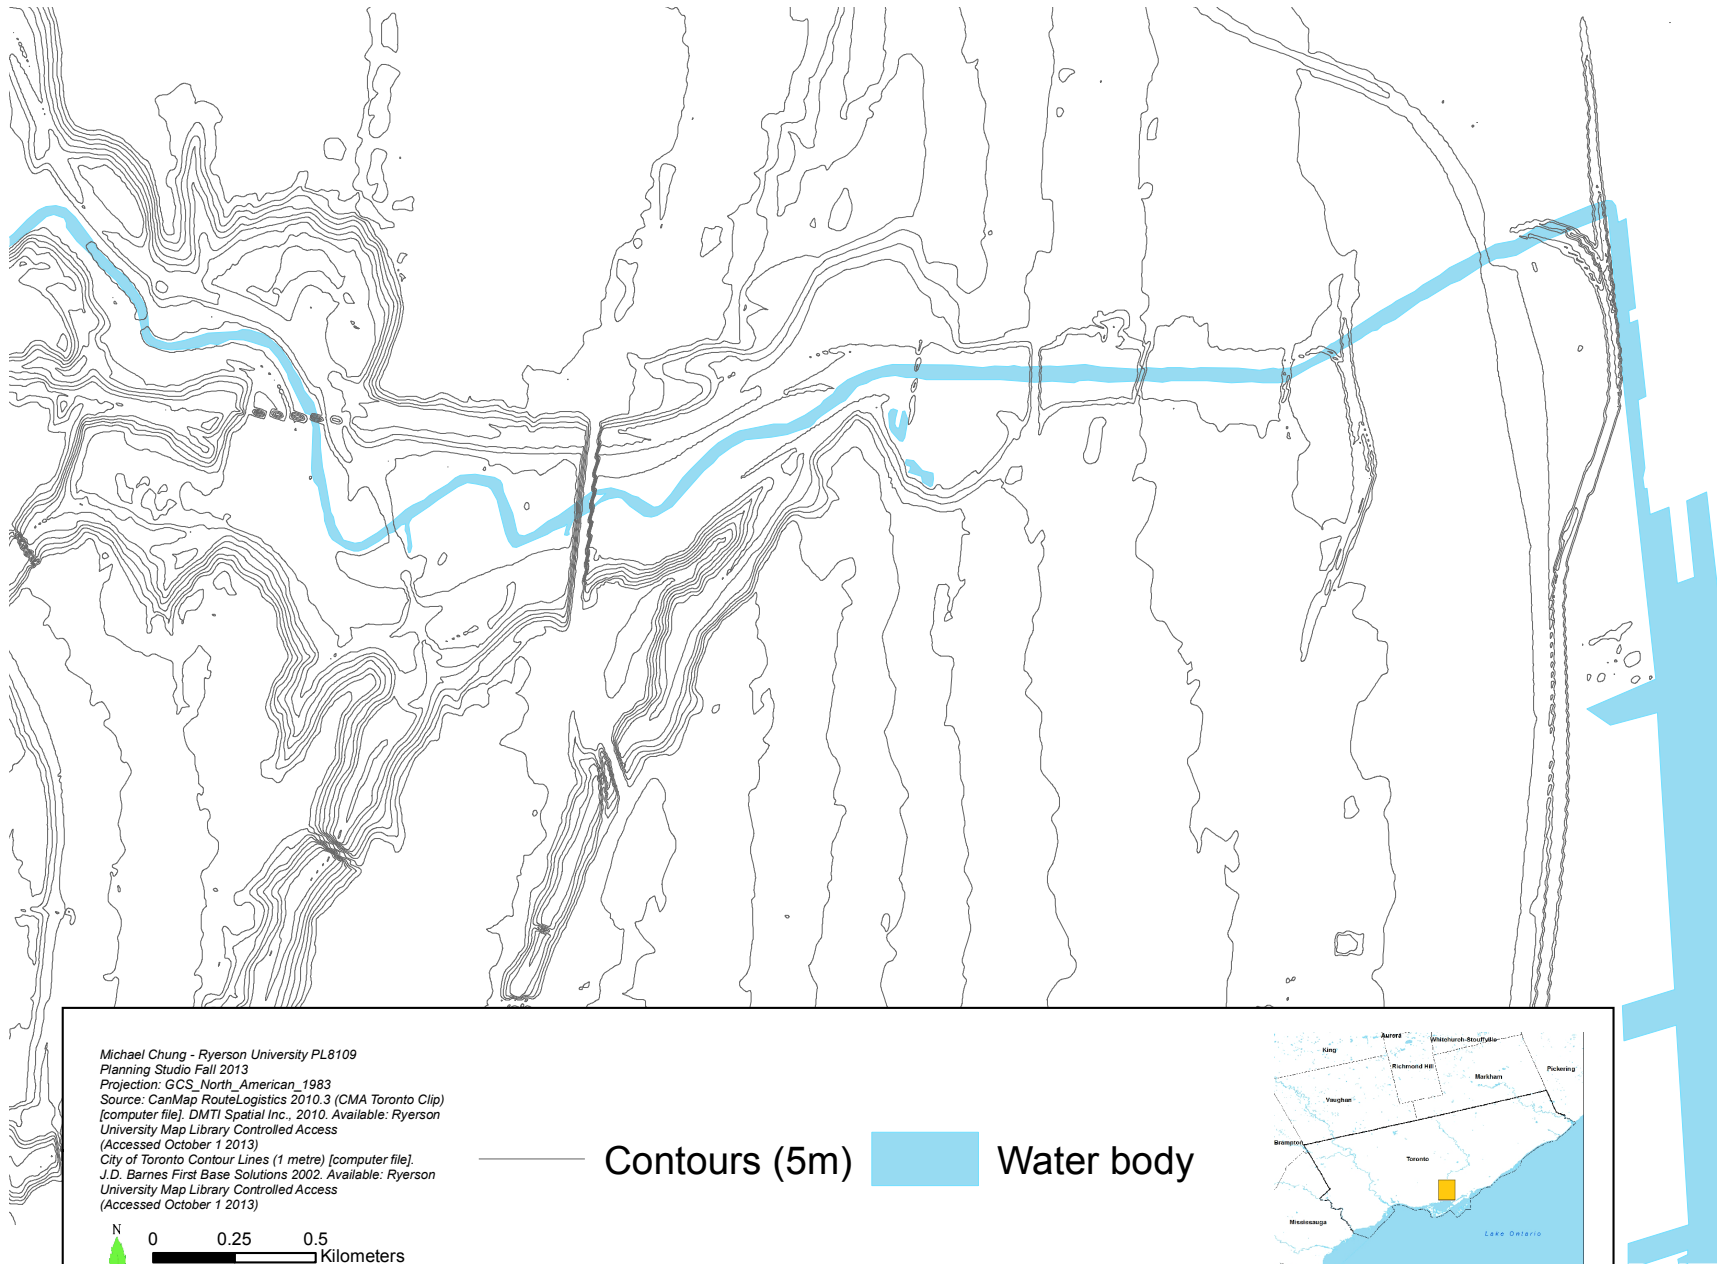 Michael Chung - Ryerson University PL8109
Planning Studio Fall 2013
Projection: GCS_North_American_1983
Source: CanMap RouteLogistics 2010.3 (CMA Toronto Clip)
[computer file]. DMTI Spatial Inc., 2010. Available: Ryerson
University Map Library Controlled Access
(Accessed October 1 2013)
City of Toronto Contour Lines (1 metre) [computer file].
J.D. Barnes First Base Solutions 2002. Available: Ryerson
University Map Library Controlled Access
(Accessed October 1 2013)
N
0 0.25 0.5
Kilometers
Contours (5m)
Water body
Aurora
King
Whitchurch-Stouffville
Richmond Hill
Markham
Pickering
Vaughan
Brampton
Toronto
Mississauga
Lake Ontario